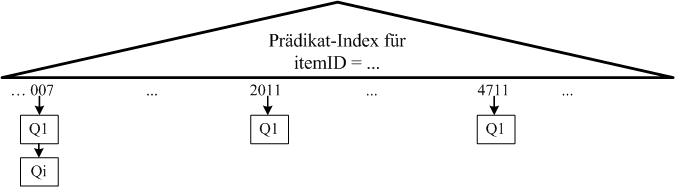 Prädikat-Index für
itemID = ...
... 007 ... 2011 ... 4711 ...
Q1 Q1 Q1
Qi